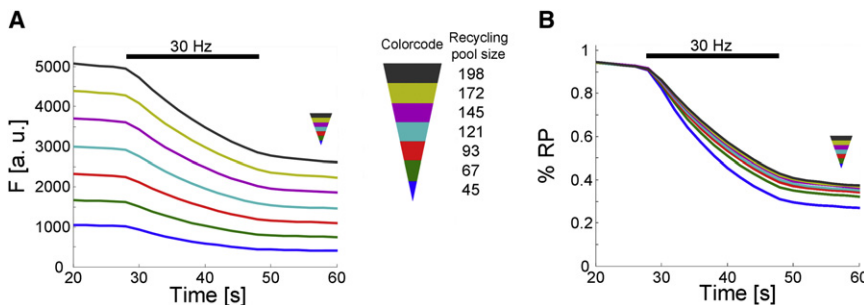 A
30 Hz
5000
4000
3000
2000
1000
0
F [a. u.]
20 30 40 50 60
Time [s]
Colorcode
Recycling
pool size
198
172
145
121
93
67
45
B
30 Hz
1
0.8
0.6
0.4
0.2
0
% RP
20 30 40 50 60
Time [s]